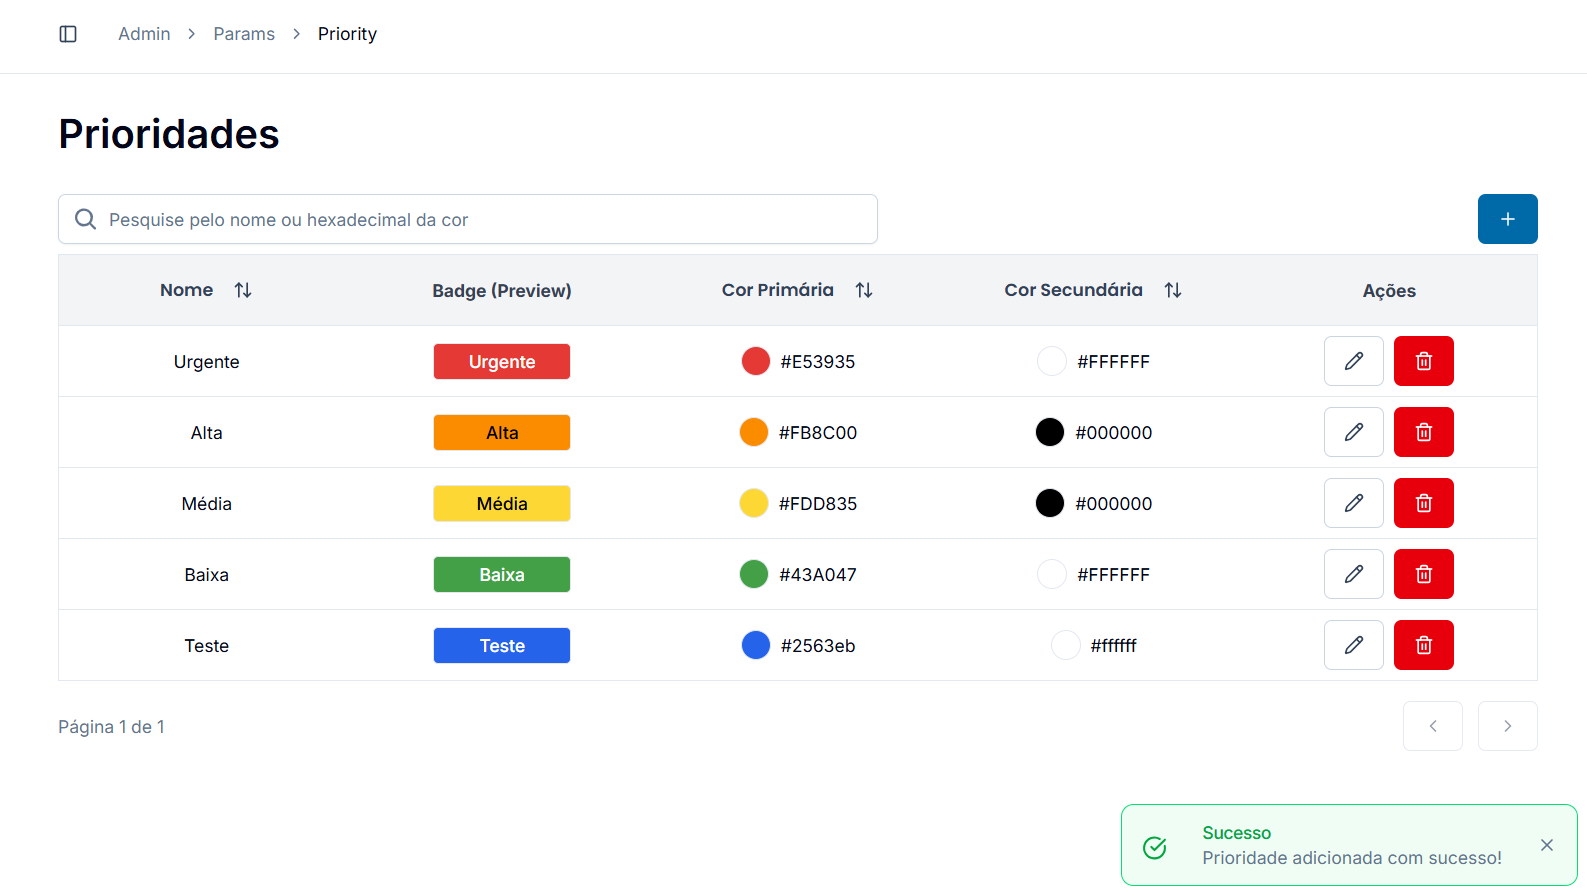 Admin > Params > Priority
Prioridades
Pesquise pelo nome ou hexadecimal da cor
+
Nome Badge (Preview) Cor Primária Cor Secundária Ações
Urgente Urgente #E53935 #FFFFFF
Alta Alta #FB8C00 #000000
Média Média #FDD835 #000000
Baixa Baixa #43A047 #FFFFFF
Teste Teste #2563eb #ffffff
Página 1 de 1
Sucesso
Prioridade adicionada com sucesso!